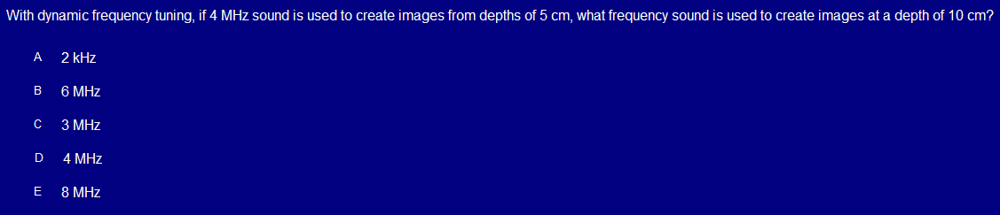 With dynamic frequency tuning, if 4 MHz sound is used to create images from depths of 5 cm, what frequency sound is used to create images at a depth of 10 cm?
A 2 kHz
B 6 MHz
C 3 MHz
D 4 MHz
E 8 MHz